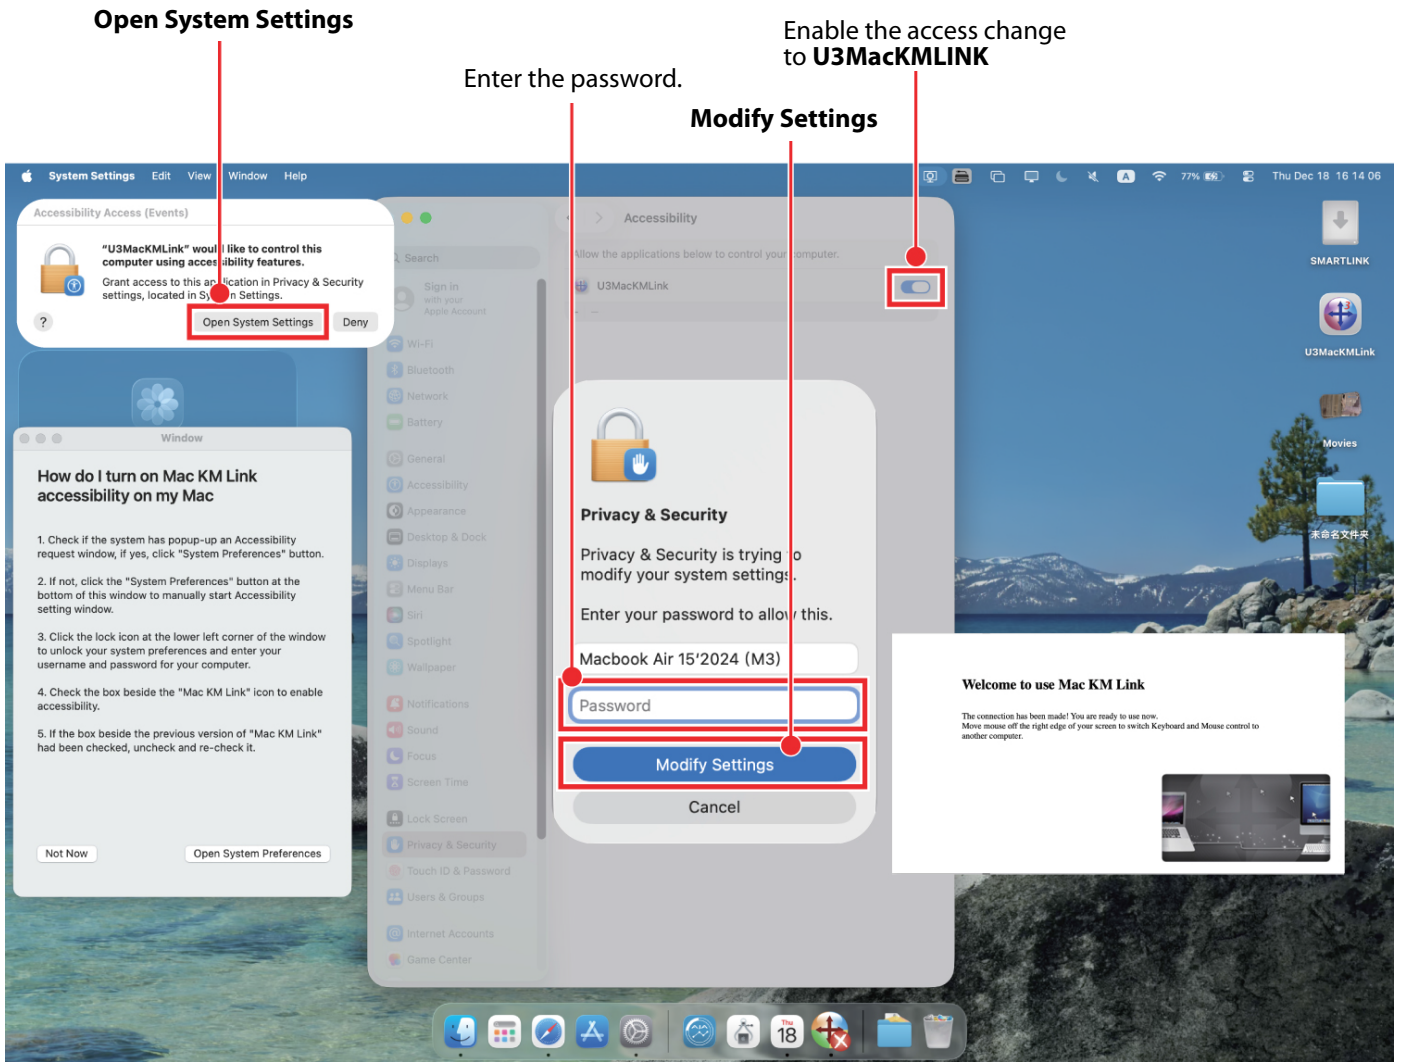 Open System Settings
Enable the access change
to U3MacKMLINK
Enter the password.
Modify Settings
System Settings Edit View Window Help
A
77%
Thu Dec 18 16 14 06
Accessibility Access (Events)
"U3MacKMLink" would like to control this
computer using accessibility features.
Grant access to this application in Privacy & Security
settings, located in System Settings.
?
Open System Settings
Deny
Search
Sign in
with your
Apple Account
Wi-Fi
Bluetooth
Network
Battery
General
Accessibility
Appearance
Desktop & Dock
Displays
Menu Bar
Siri
Spotlight
Wallpaper
Notifications
Sound
Focus
Screen Time
Lock Screen
Privacy & Security
Touch ID & Password
Users & Groups
Internet Accounts
Game Center
Accessibility
Allow the applications below to control your computer.
U3MacKMLink
SMARTLINK
3
U3MacKMLink
Movies
未命名文件夹
Window
How do I turn on Mac KM Link
accessibility on my Mac
1. Check if the system has popup-up an Accessibility
request window, if yes, click "System Preferences" button.
2. If not, click the "System Preferences" button at the
bottom of this window to manually start Accessibility
setting window.
3. Click the lock icon at the lower left corner of the window
to unlock your system preferences and enter your
username and password for your computer.
4. Check the box beside the "Mac KM Link" icon to enable
accessibility.
5. If the box beside the previous version of "Mac KM Link"
had been checked, uncheck and re-check it.
Not Now
Open System Preferences
Privacy & Security
Privacy & Security is trying to
modify your system settings.
Enter your password to allow this.
Macbook Air 15'2024 (M3)
Password
Modify Settings
Cancel
Welcome to use Mac KM Link
The connection has been made! You are ready to use now.
Move mouse off the right edge of your screen to switch Keyboard and Mouse control to
another computer.
Thu
18